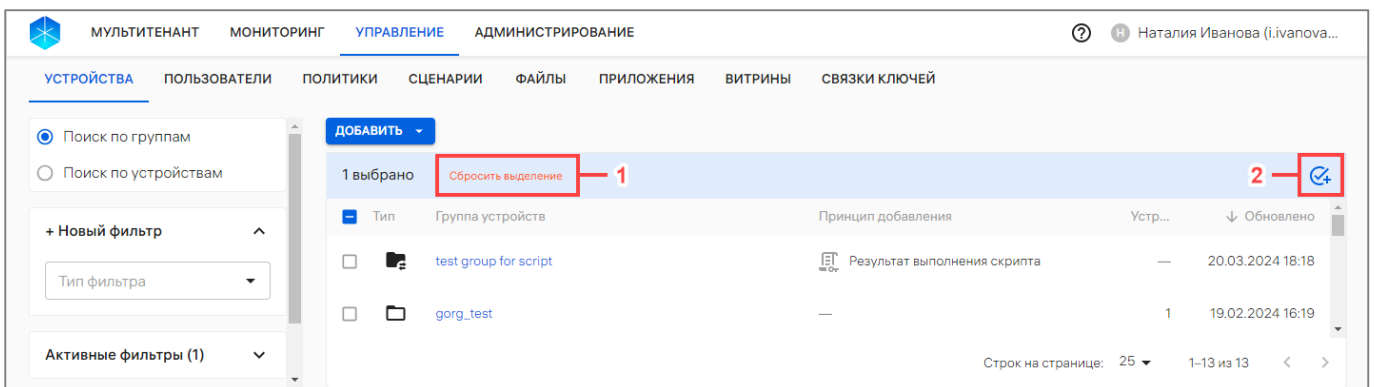 МУЛЬТИТЕНАНТ МОНИТОРИНГ УПРАВЛЕНИЕ АДМИНИСТРИРОВАНИЕ ? Н Наталия Иванова (i.ivanova...
УСТРОЙСТВА ПОЛЬЗОВАТЕЛИ ПОЛИТИКИ СЦЕНАРИИ ФАЙЛЫ ПРИЛОЖЕНИЯ ВИТРИНЫ СВЯЗКИ КЛЮЧЕЙ
Поиск по группам
Поиск по устройствам
+ Новый фильтр
Тип фильтра
Активные фильтры (1)
ДОБАВИТЬ
1 выбрано Сбросить выделение 1 2
Тип Группа устройств Принцип добавления Устр... ↓ Обновлено
test group for script Результат выполнения скрипта — 20.03.2024 18:18
gorg_test — 1 19.02.2024 16:19
Строк на странице: 25 1–13 из 13 < >